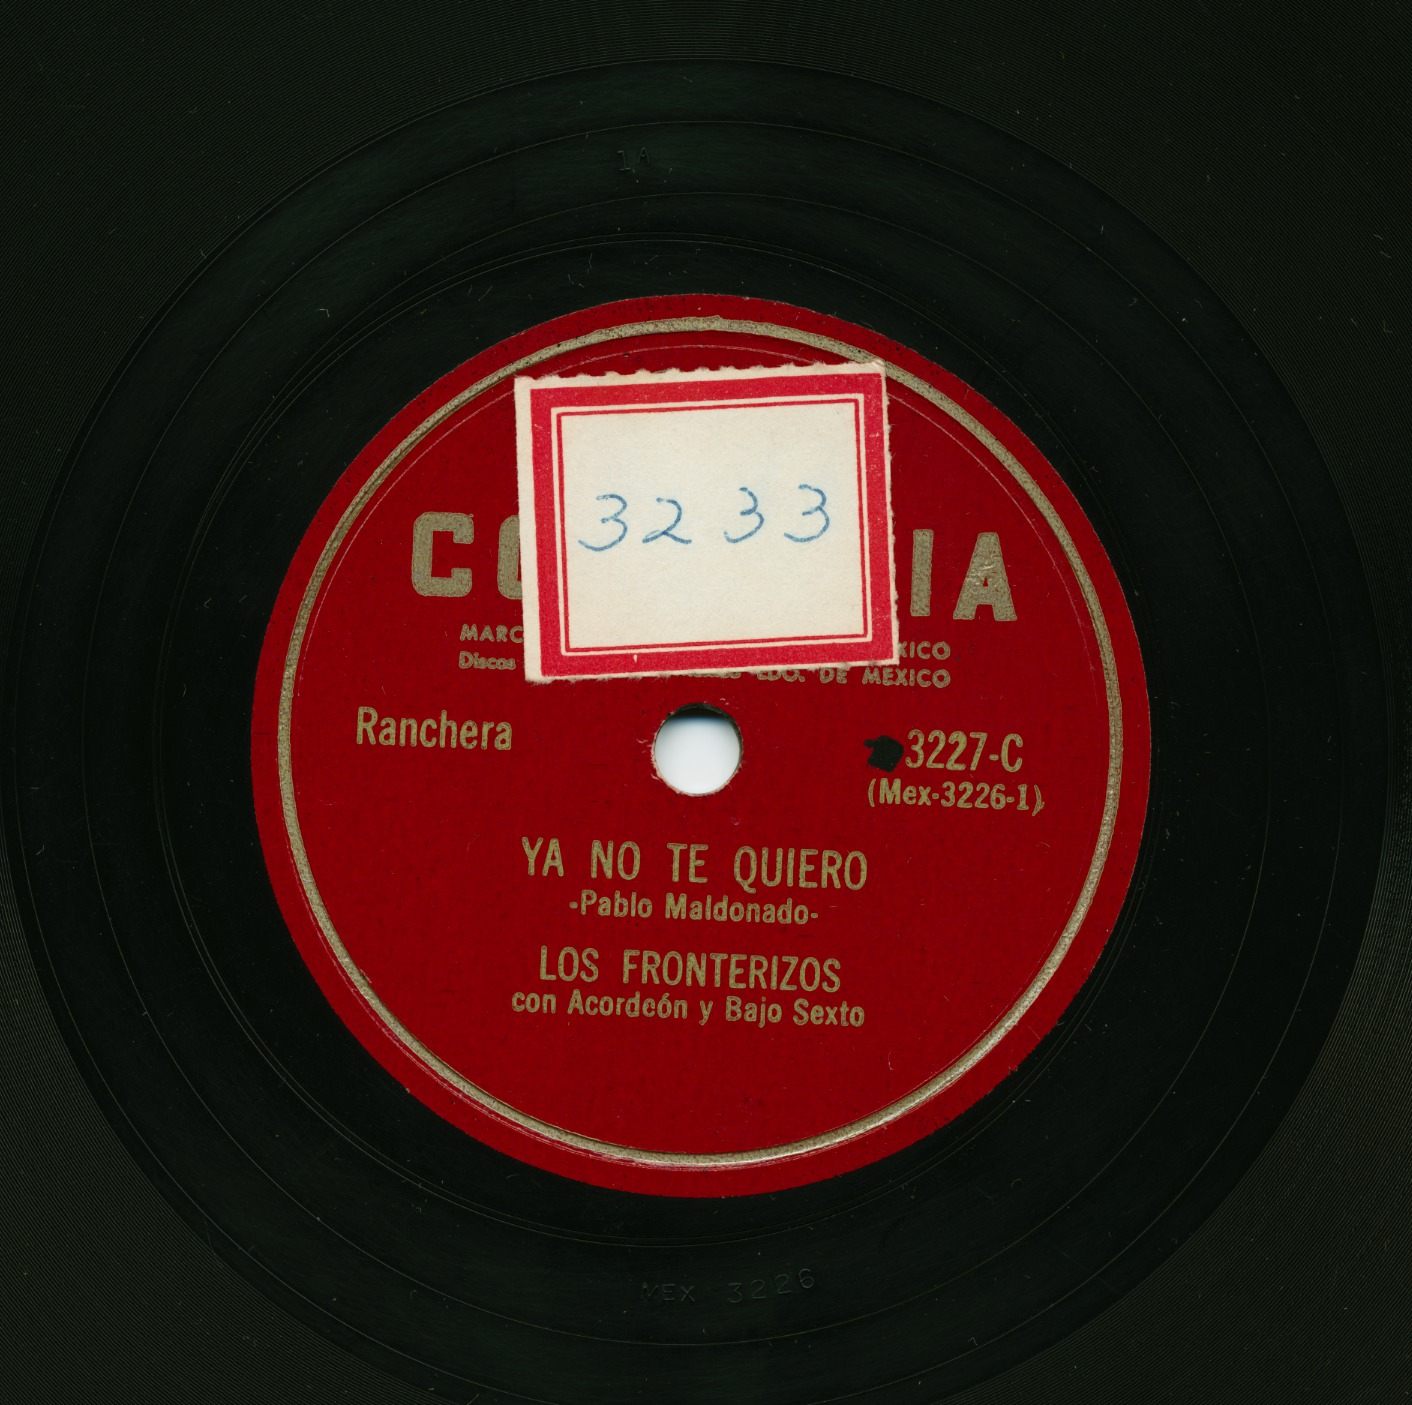 1A
3233
CO IA
MARC XICO
Discos EDO. DE MEXICO
Ranchera
3227-C
(Mex-3226-1)
YA NO TE QUIERO
-Pablo Maldonado-
LOS FRONTERIZOS
con Acordeón y Bajo Sexto
MEX 3226